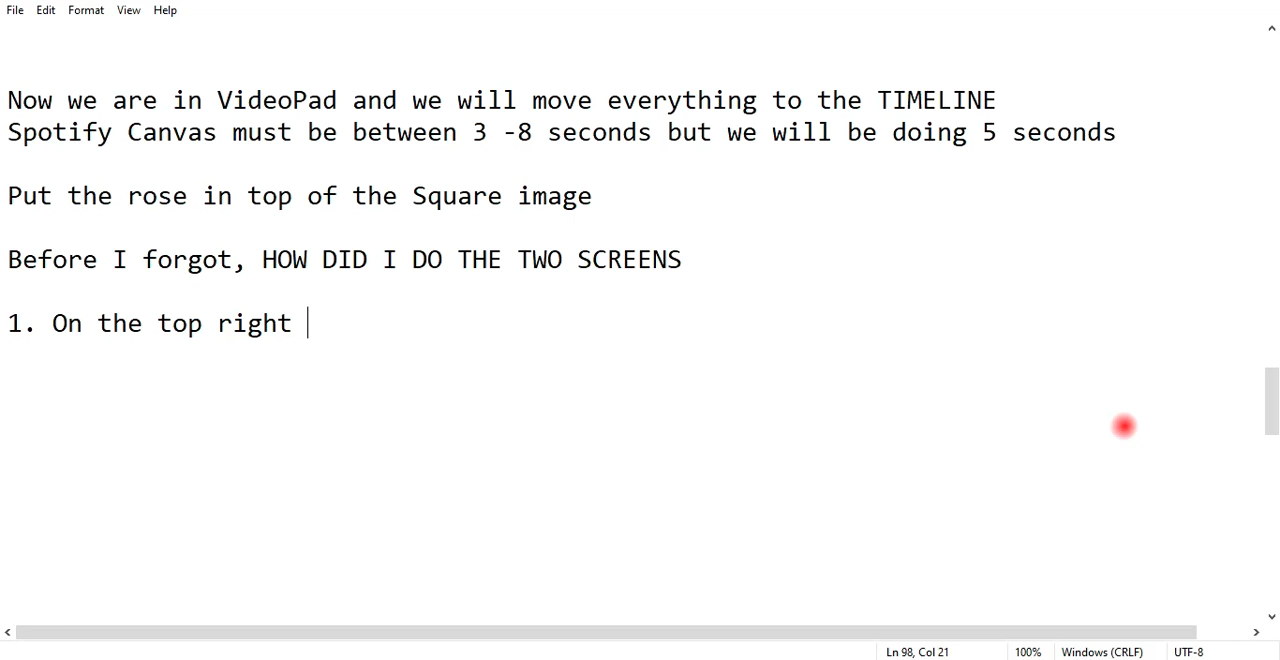 File Edit Format View Help
Now we are in VideoPad and we will move everything to the TIMELINE
Spotify Canvas must be between 3 -8 seconds but we will be doing 5 seconds
Put the rose in top of the Square image
Before I forgot, HOW DID I DO THE TWO SCREENS
1. On the top right
Ln 98, Col 21 100% Windows (CRLF) UTF-8